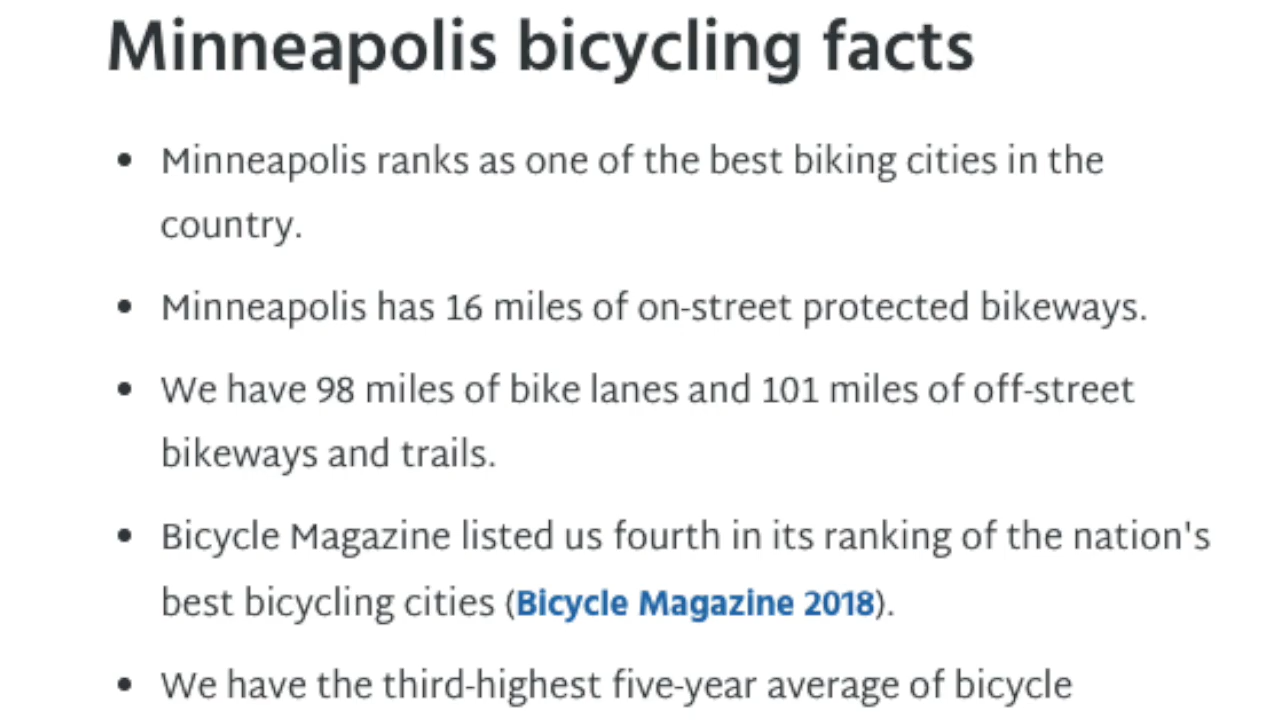 Minneapolis bicycling facts
• Minneapolis ranks as one of the best biking cities in the
country.
• Minneapolis has 16 miles of on-street protected bikeways.
• We have 98 miles of bike lanes and 101 miles of off-street
bikeways and trails.
• Bicycle Magazine listed us fourth in its ranking of the nation's
best bicycling cities (Bicycle Magazine 2018).
• We have the third-highest five-year average of bicycle